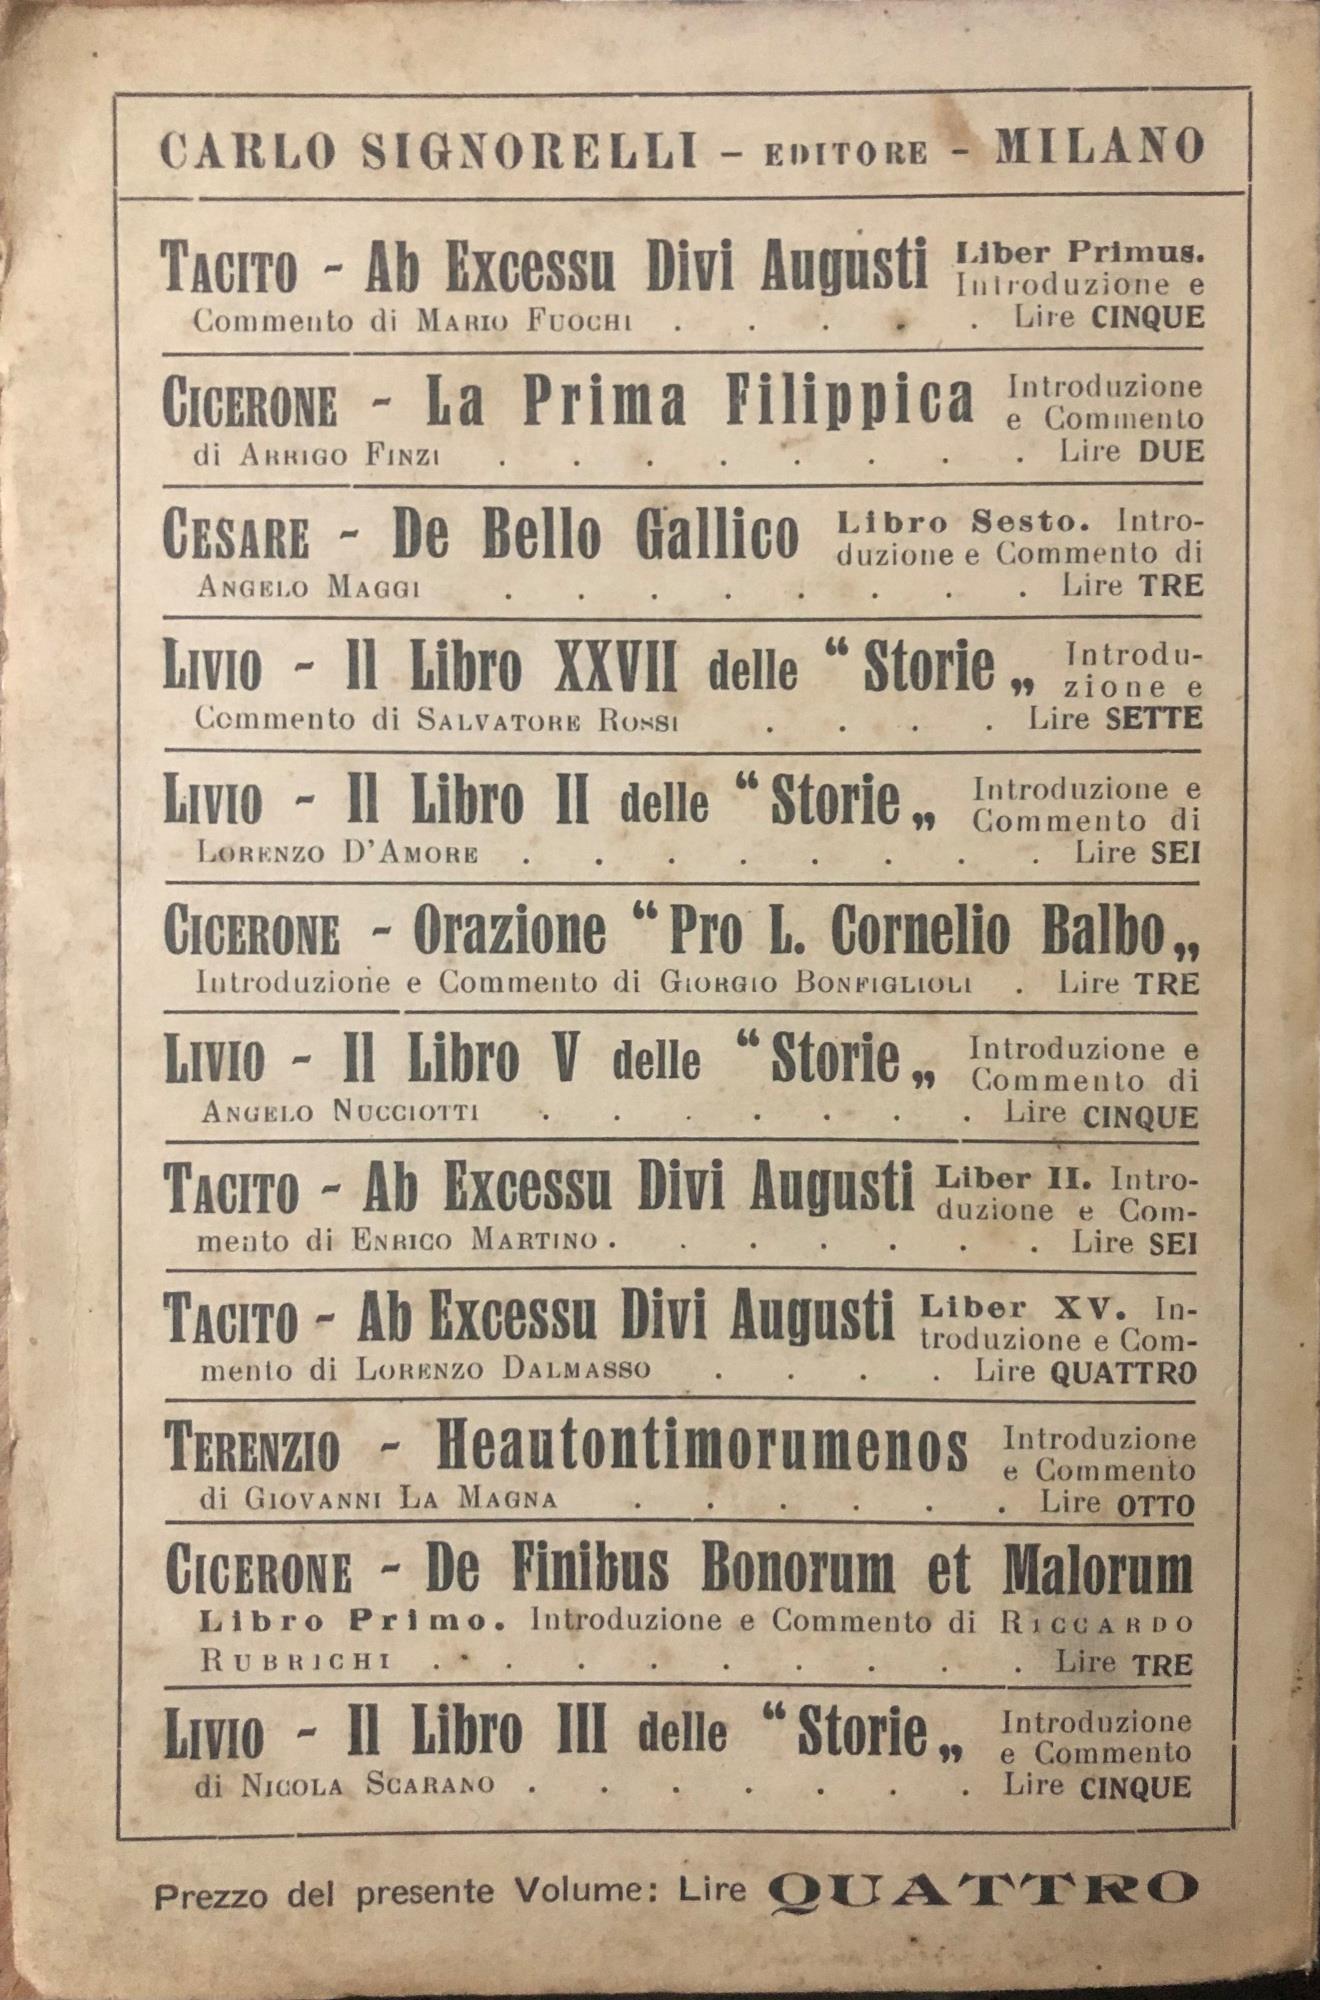 CARLO SIGNORELLI - EDITORE - MILANO
TACITO - Ab Excessu Divi Augusti Liber Primus.
Introduzione e
Commento di MARIO FUOCHI . . . . . Lire CINQUE
CICERONE - La Prima Filippica Introduzione
e Commento
di ARRIGO FINZI . . . . . . . . Lire DUE
CESARE - De Bello Gallico Libro Sesto. Intro-
duzione e Commento di
ANGELO MAGGI . . . . . . . . Lire TRE
LIVIO - Il Libro XXVII delle “ Storie „ Introdu-
zione e
Commento di SALVATORE ROSSI . . . . Lire SETTE
LIVIO - Il Libro II delle “ Storie „ Introduzione e
Commento di
LORENZO D'AMORE . . . . . . . . Lire SEI
CICERONE - Orazione “ Pro L. Cornelio Balbo „
Introduzione e Commento di GIORGIO BONFIGLIOLI . Lire TRE
LIVIO - Il Libro V delle “ Storie „ Introduzione e
Commento di
ANGELO NUCCIOTTI . . . . . . . Lire CINQUE
TACITO - Ab Excessu Divi Augusti Liber II. Intro-
duzione e Com-
mento di ENRICO MARTINO . . . . . . . Lire SEI
TACITO - Ab Excessu Divi Augusti Liber XV. In-
troduzione e Com-
mento di LORENZO DALMASSO . . . . Lire QUATTRO
TERENZIO - Heautontimorumenos Introduzione
e Commento
di GIOVANNI LA MAGNA . . . . . . Lire OTTO
CICERONE - De Finibus Bonorum et Malorum
Libro Primo. Introduzione e Commento di RICCARDO
RUBRICHI . . . . . . . . . Lire TRE
LIVIO - Il Libro III delle “ Storie „ Introduzione
e Commento
di NICOLA SCARANO . . . . . . . Lire CINQUE
Prezzo del presente Volume: Lire QUATTRO